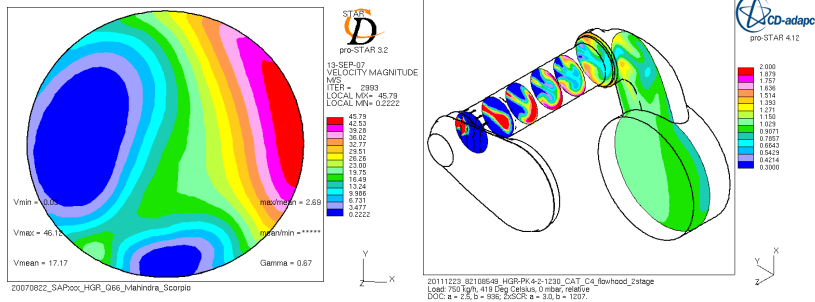 STAR
CD
pro-STAR 3.2
13-SEP-07
VELOCITY MAGNITUDE
M/S
ITER = 2993
LOCAL MX= 45.79
LOCAL MN= 0.2222
45.79
42.53
39.28
36.02
32.77
29.51
26.26
23.00
19.75
16.49
13.24
9.986
6.731
3.477
0.2222
Vmin = 0.03
max/mean = 2.69
Vmax = 46.12
mean/min =*****
Vmean = 17.17
Gamma = 0.67
Y
Z
X
20070822_SAPxxx_HGR_Q66_Mahindra_Scorpio
CD-adapc
pro-STAR 4.12
2.000
1.879
1.757
1.636
1.514
1.393
1.271
1.150
1.029
0.9071
0.7857
0.6643
0.5429
0.4214
0.3000
Y
X
Z
20111223_82108549_HGR-PK4-2-1230_CAT_C4_flowhood_2stage
Load: 750 kg/h, 419 Deg Celsius, 0 mbar, relative
DOC: a = 2.5, b = 936; 2xSCR: a = 3.0, b = 1207.